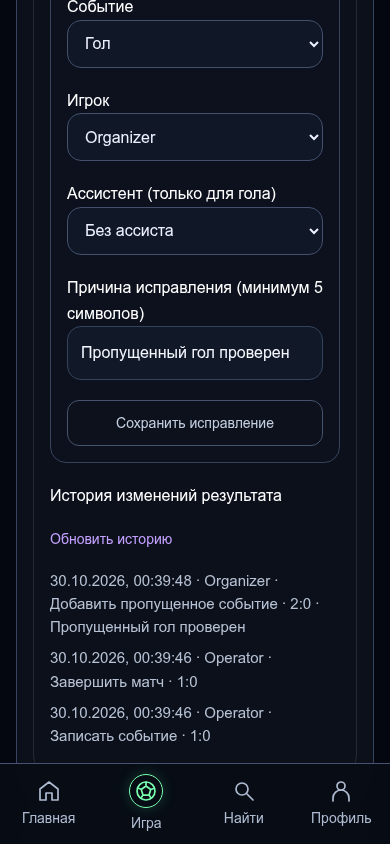 Событие
Гол
Игрок
Organizer
Ассистент (только для гола)
Без ассиста
Причина исправления (минимум 5
символов)
Пропущенный гол проверен
Сохранить исправление
История изменений результата
Обновить историю
30.10.2026, 00:39:48 · Organizer ·
Добавить пропущенное событие · 2:0 ·
Пропущенный гол проверен
30.10.2026, 00:39:46 · Operator ·
Завершить матч · 1:0
30.10.2026, 00:39:46 · Operator ·
Записать событие · 1:0
Главная
Игра
Найти
Профиль